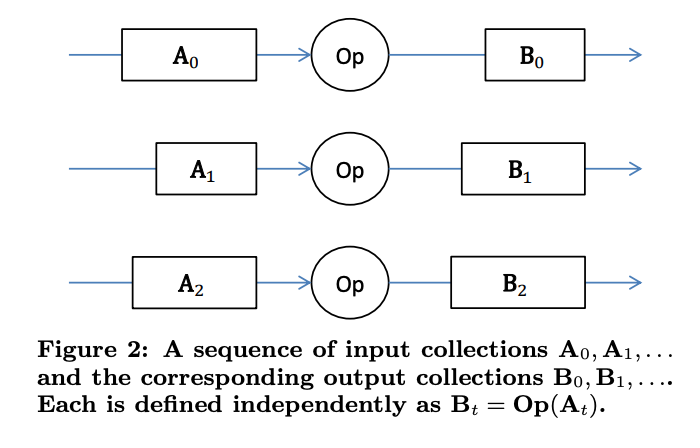 A₀ Op B₀
A₁ Op B₁
A₂ Op B₂
Figure 2: A sequence of input collections A₀, A₁, . . .
and the corresponding output collections B₀, B₁, . . ..
Each is defined independently as Bₜ = Op(Aₜ).